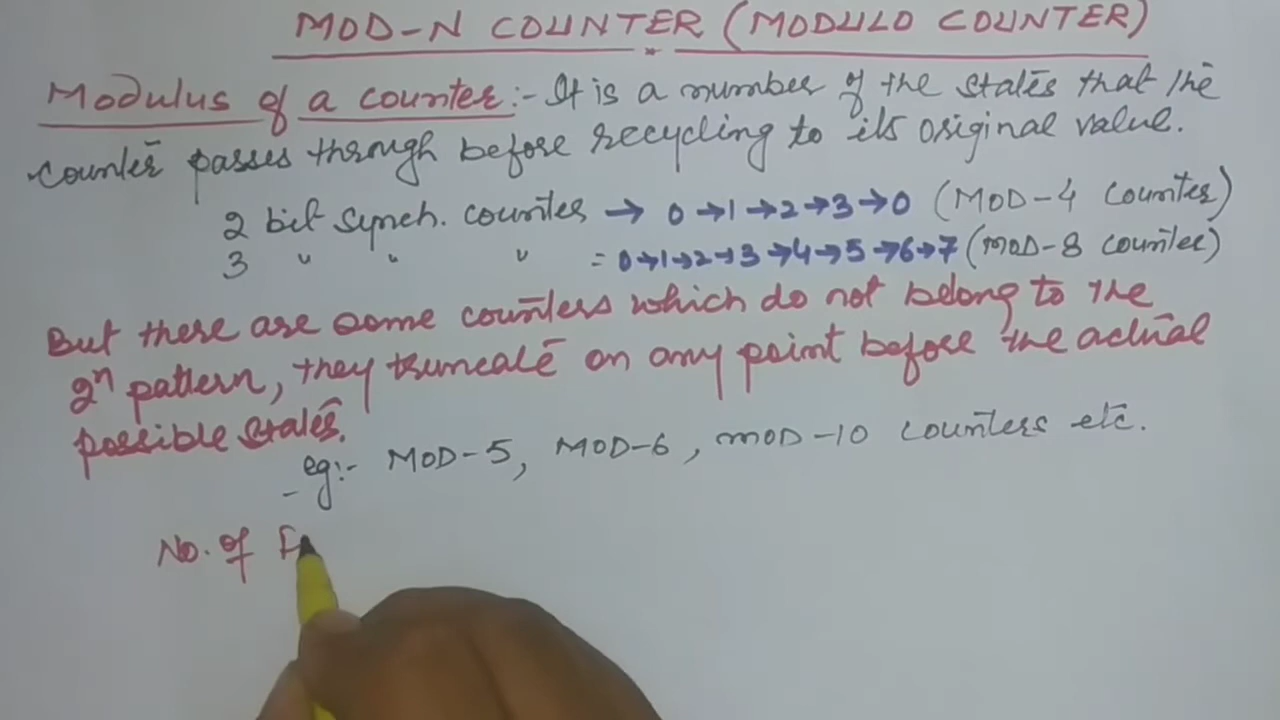 MOD-N COUNTER (MODULO COUNTER)
Modulus of a counter:- It is a number of the states that the
counter passes through before recycling to its original value.
2 bit synch. counter → 0→1→2→3→0 (MOD-4 counter)
3 " " " = 0→1→2→3→4→5→6→7 (MOD-8 counter)
But there are some counters which do not belong to the
2ⁿ pattern, they truncate on any point before the actual
possible states.
eg:- MOD-5, MOD-6, MOD-10 counters etc.
No. of F